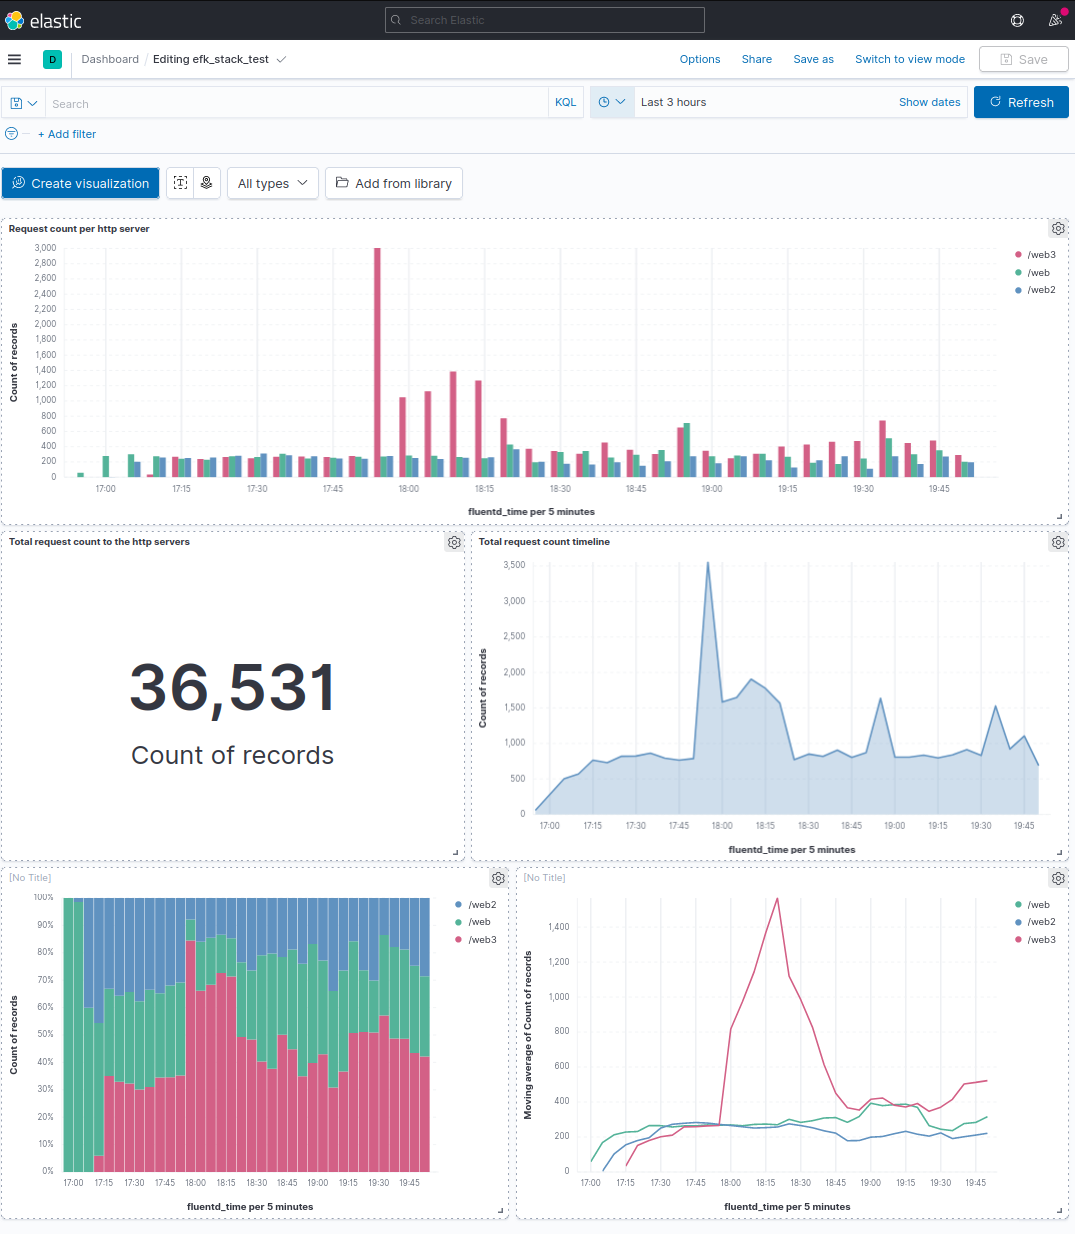 elastic
Search Elastic
D
Dashboard / Editing efk_stack_test
Options Share Save as Switch to view mode Save
Search KQL Last 3 hours Show dates Refresh
+ Add filter
Create visualization All types Add from library
Request count per http server
3,000
2,800
2,600
2,400
2,200
2,000
1,800
1,600
1,400
1,200
1,000
800
600
400
200
0
Count of records
17:00 17:15 17:30 17:45 18:00 18:15 18:30 18:45 19:00 19:15 19:30 19:45
fluentd_time per 5 minutes
/web3
/web
/web2
Total request count to the http servers
36,531
Count of records
Total request count timeline
3,500
3,000
2,500
2,000
1,500
1,000
500
0
Count of records
17:00 17:15 17:30 17:45 18:00 18:15 18:30 18:45 19:00 19:15 19:30 19:45
fluentd_time per 5 minutes
[No Title]
100%
90%
80%
70%
60%
50%
40%
30%
20%
10%
0%
Count of records
17:00 17:15 17:30 17:45 18:00 18:15 18:30 18:45 19:00 19:15 19:30 19:45
fluentd_time per 5 minutes
/web2
/web
/web3
[No Title]
1,400
1,200
1,000
800
600
400
200
0
Moving average of Count of records
17:00 17:15 17:30 17:45 18:00 18:15 18:30 18:45 19:00 19:15 19:30 19:45
fluentd_time per 5 minutes
/web
/web2
/web3